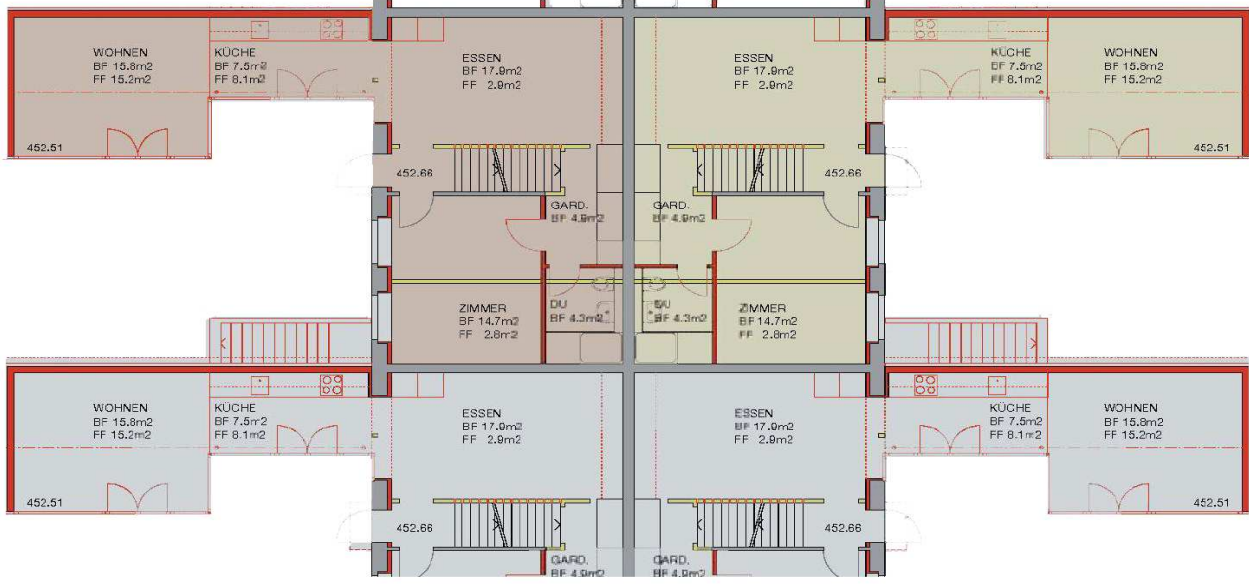 WOHNEN
BF 15.8m2
FF 15.2m2
KÜCHE
BF 7.5m2
FF 8.1m2
ESSEN
BF 17.9m2
FF 2.9m2
ESSEN
BF 17.9m2
FF 2.9m2
KÜCHE
BF 7.5m2
FF 8.1m2
WOHNEN
BF 15.8m2
FF 15.2m2
452.51
452.66
452.66
452.51
GARD.
BF 4.9m2
GARD.
BF 4.9m2
ZIMMER
BF 14.7m2
FF 2.8m2
DU
BF 4.3m2
DU
BF 4.3m2
ZIMMER
BF 14.7m2
FF 2.8m2
WOHNEN
BF 15.8m2
FF 15.2m2
KÜCHE
BF 7.5m2
FF 8.1m2
ESSEN
BF 17.9m2
FF 2.9m2
ESSEN
BF 17.9m2
FF 2.9m2
KÜCHE
BF 7.5m2
FF 8.1m2
WOHNEN
BF 15.8m2
FF 15.2m2
452.51
452.66
452.66
452.51
GARD.
BF 4.9m2
GARD.
BF 4.9m2